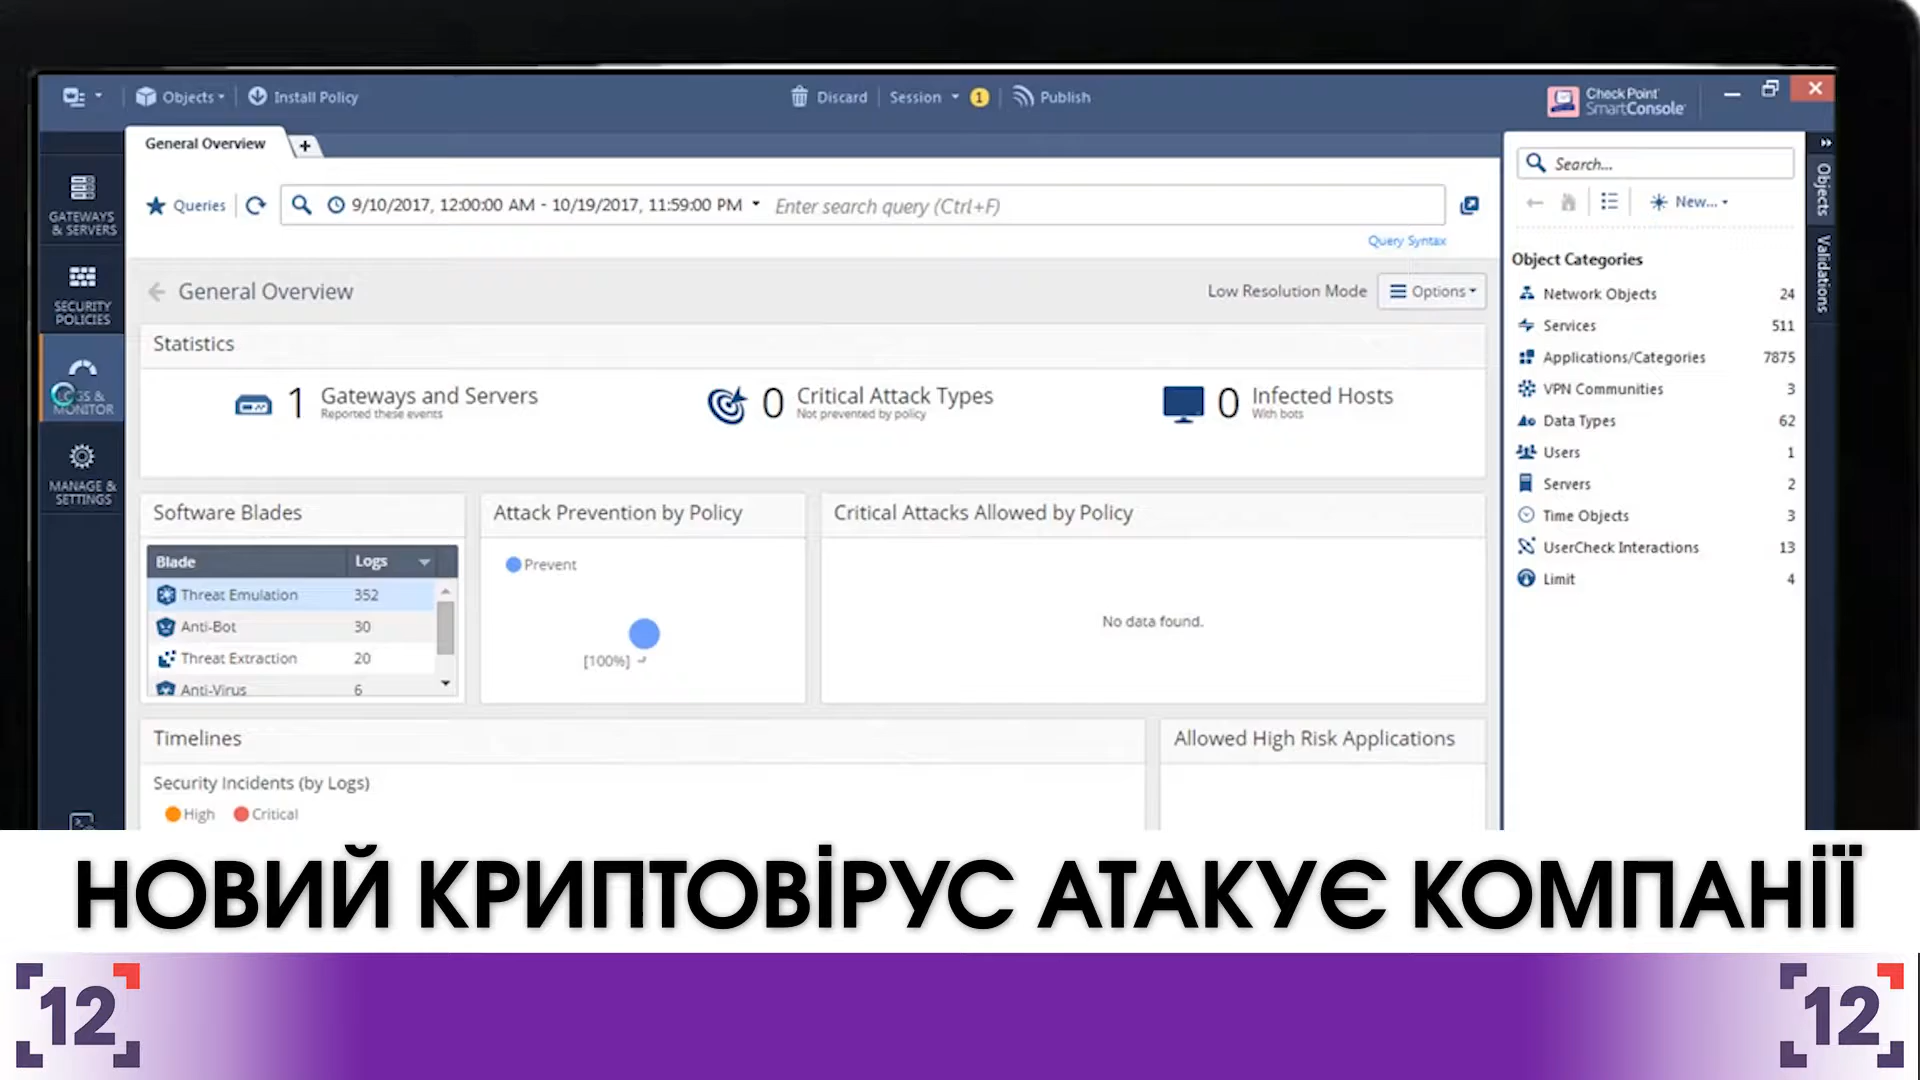 Objects
Install Policy
Discard
Session
1
Publish
Check Point
SmartConsole
General Overview
+
GATEWAYS
& SERVERS
SECURITY
POLICIES
LOGS &
MONITOR
MANAGE &
SETTINGS
Queries
9/10/2017, 12:00:00 AM - 10/19/2017, 11:59:00 PM
Enter search query (Ctrl+F)
Query Syntax
General Overview
Low Resolution Mode
Options
Statistics
1 Gateways and Servers
Reported these events
0 Critical Attack Types
Not prevented by policy
0 Infected Hosts
With bots
Software Blades
Blade Logs
Threat Emulation 352
Anti-Bot 30
Threat Extraction 20
Anti-Virus 6
Attack Prevention by Policy
Prevent
[100%]
Critical Attacks Allowed by Policy
No data found.
Timelines
Security Incidents (by Logs)
High Critical
Allowed High Risk Applications
Search...
New...
Object Categories
Network Objects 24
Services 511
Applications/Categories 7875
VPN Communities 3
Data Types 62
Users 1
Servers 2
Time Objects 3
UserCheck Interactions 13
Limit 4
Objects
Validations
НОВИЙ КРИПТОВІРУС АТАКУЄ КОМПАНІЇ
12
12